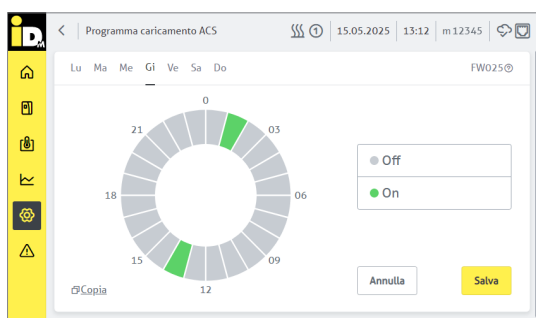 iD M
Programma caricamento ACS
1
15.05.2025
13:12
m12345
Lu Ma Me Gi Ve Sa Do
FW025
0
21
03
Off
18
06
On
15
09
12
Copia
Annulla
Salva